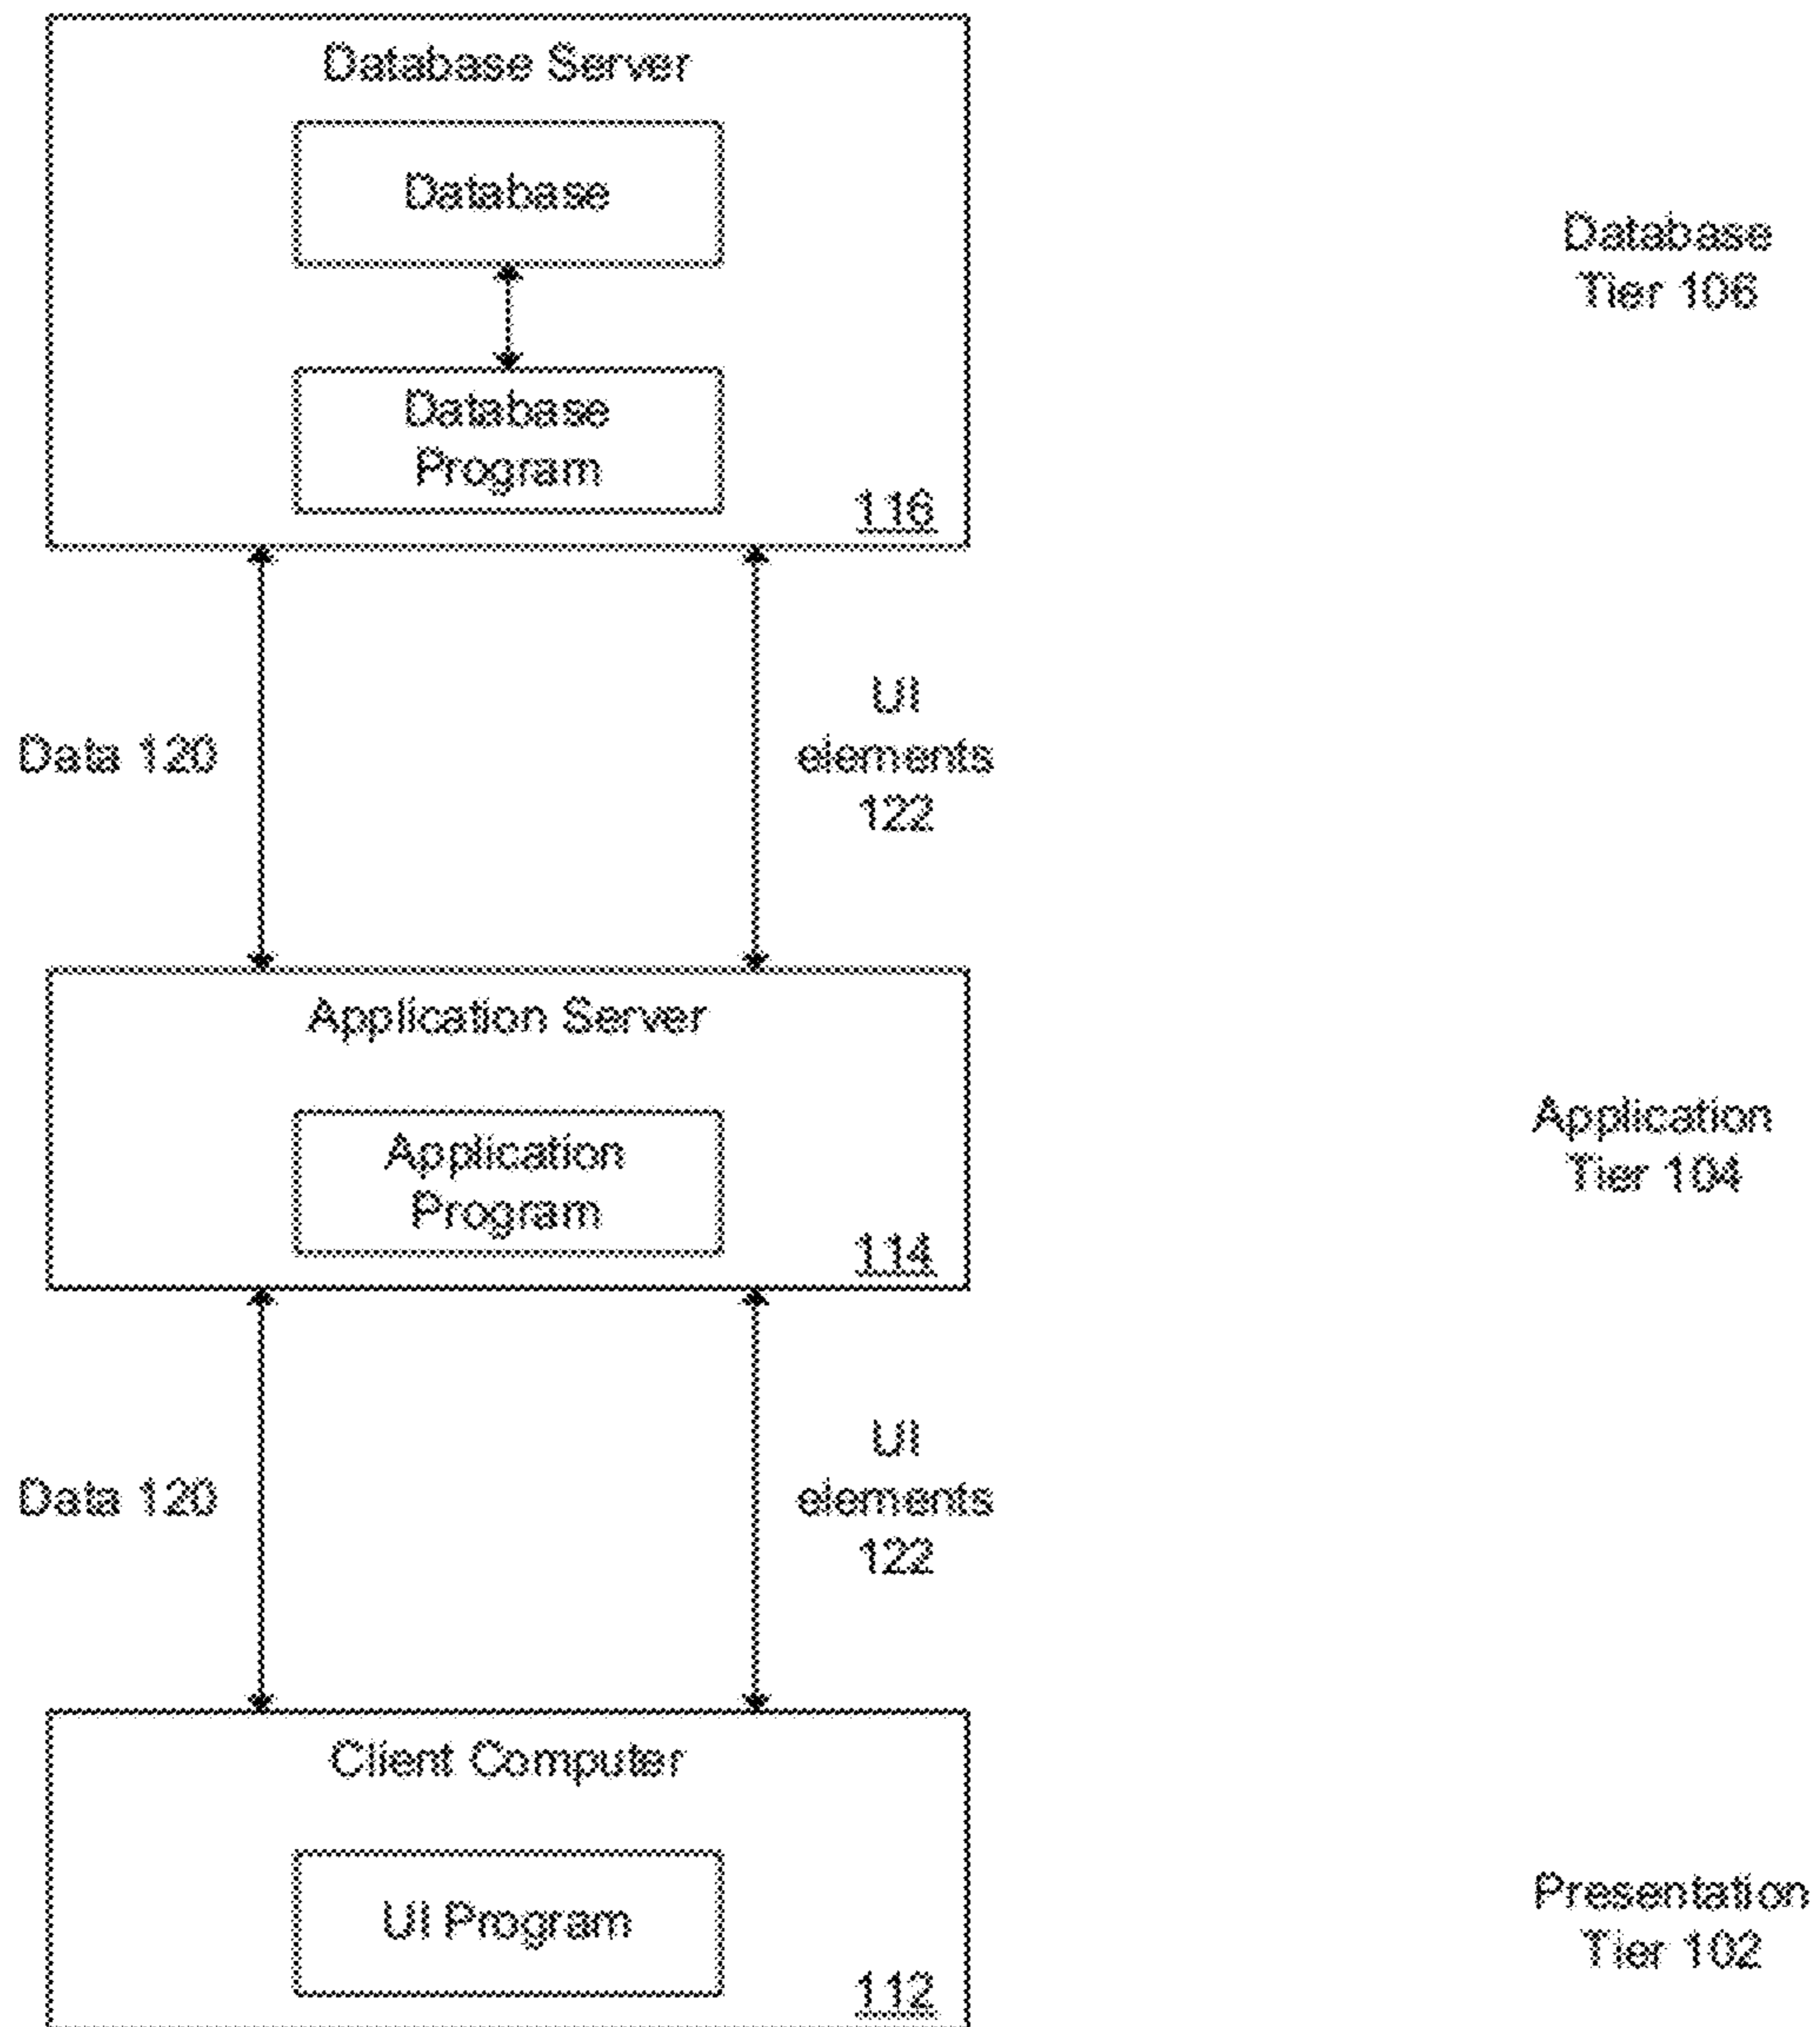 Database Server
Database
Database
Tier 106
Database
Program
116
Data 120
UI
elements
122
Application Server
Application
Program
114
Application
Tier 104
Data 120
UI
elements
122
Client Computer
UI Program
112
Presentation
Tier 102